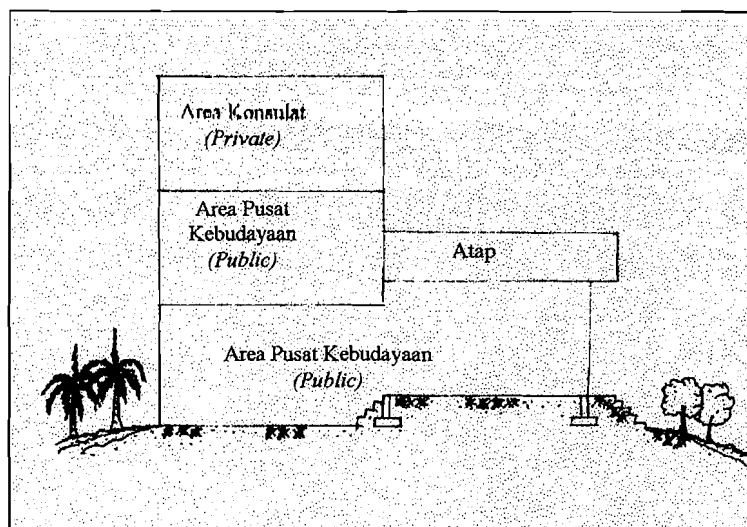 Area Konsulat
(Private)
Area Pusat
Kebudayaan
(Public)
Atap
Area Pusat Kebudayaan
(Public)